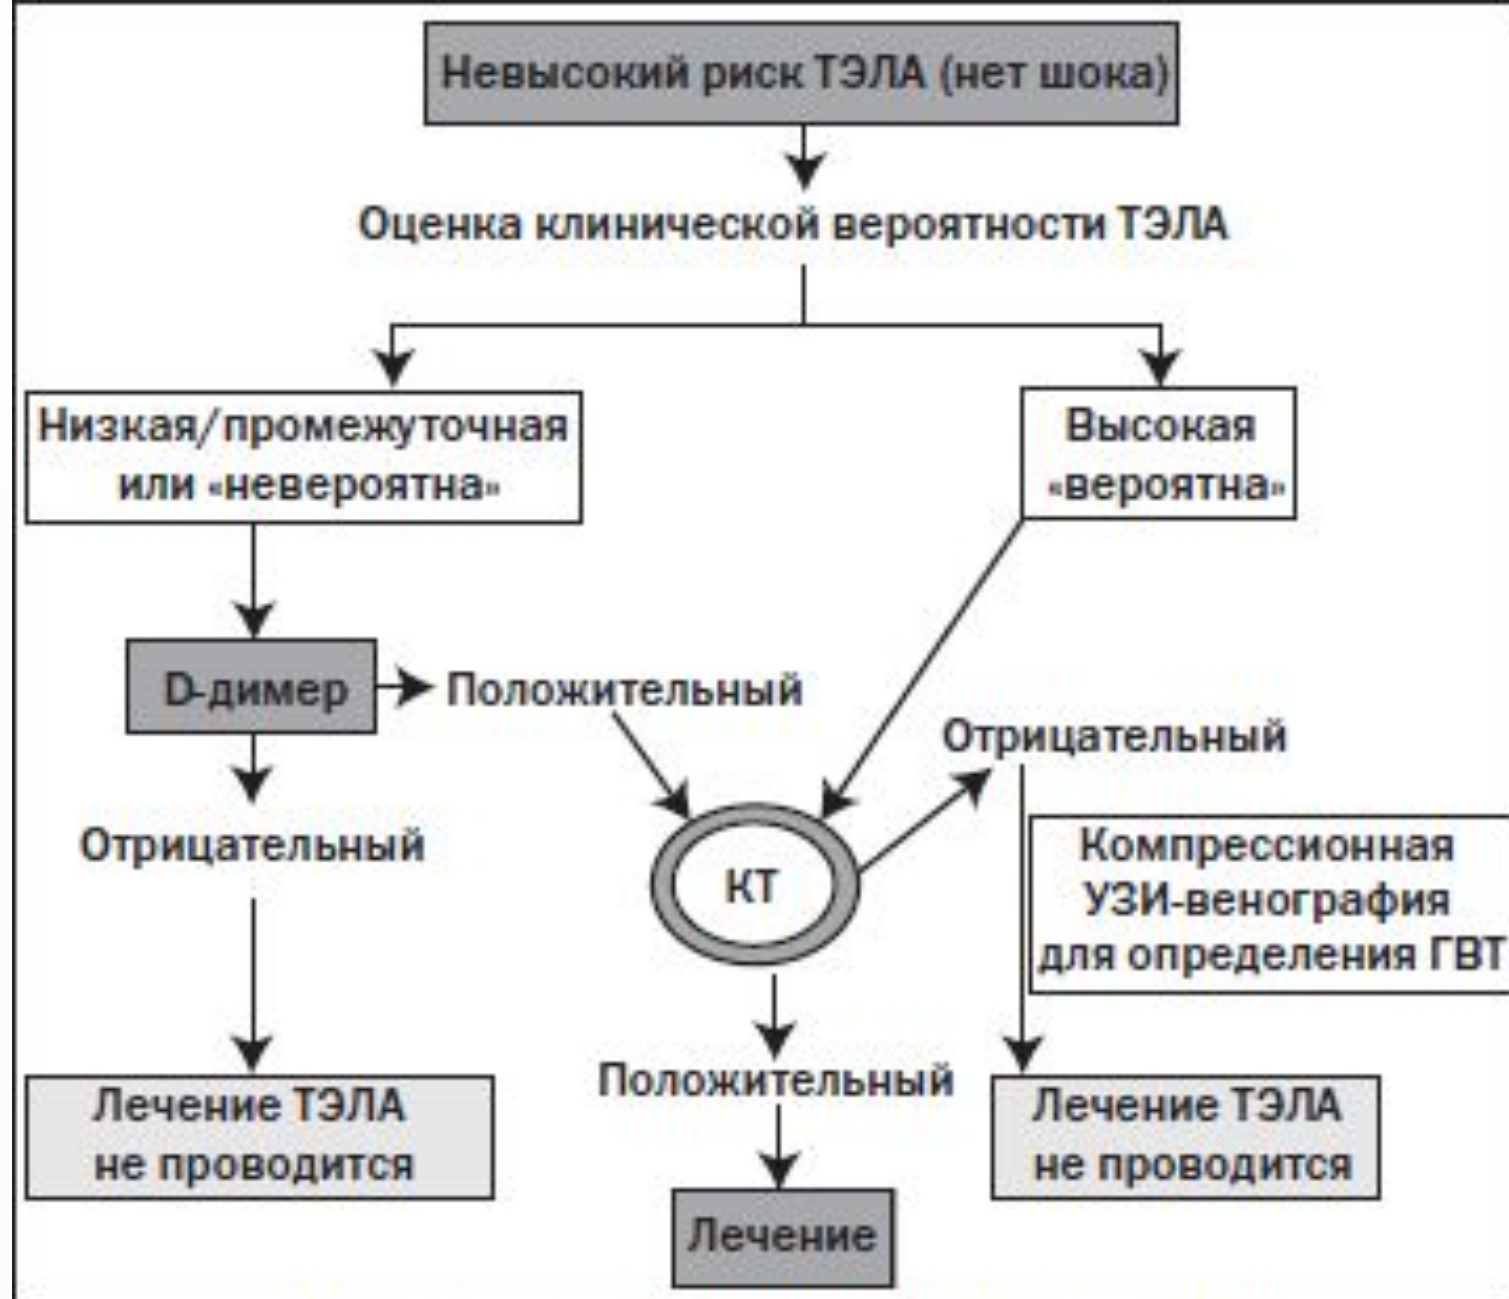 Невысокий риск ТЭЛА (нет шока)
Оценка клинической вероятности ТЭЛА
Низкая/промежуточная
или «невероятна»
Высокая
«вероятна»
D-димер
Положительный
Отрицательный
Отрицательный
КТ
Компрессионная
УЗИ-венография
для определения ГВТ
Положительный
Лечение ТЭЛА
не проводится
Лечение ТЭЛА
не проводится
Лечение